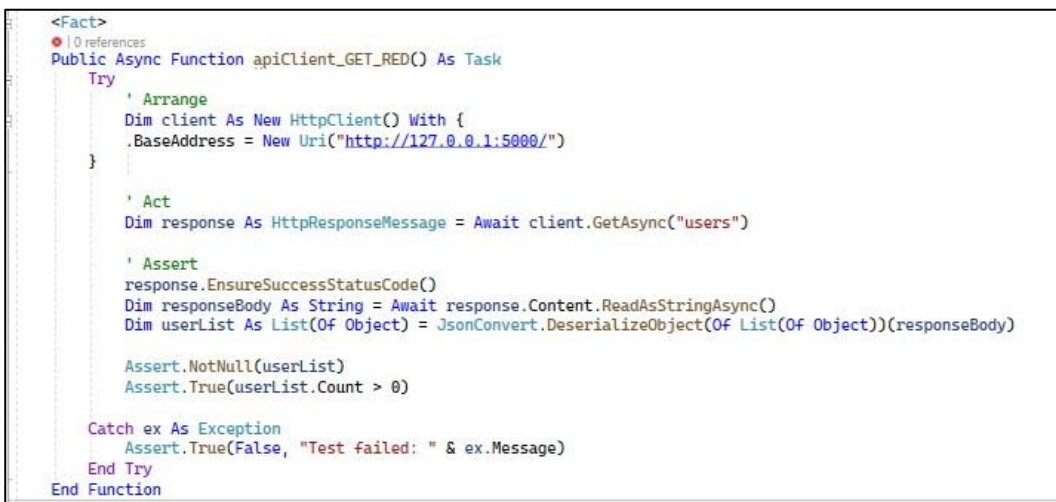 <Fact>
| 0 references
Public Async Function apiClient_GET_RED() As Task
Try
' Arrange
Dim client As New HttpClient() With {
.BaseAddress = New Uri("http://127.0.0.1:5000/")
}
' Act
Dim response As HttpResponseMessage = Await client.GetAsync("users")
' Assert
response.EnsureSuccessStatusCode()
Dim responseBody As String = Await response.Content.ReadAsStringAsync()
Dim userList As List(Of Object) = JsonConvert.DeserializeObject(Of List(Of Object))(responseBody)
Assert.NotNull(userList)
Assert.True(userList.Count > 0)
Catch ex As Exception
Assert.True(False, "Test failed: " & ex.Message)
End Try
End Function